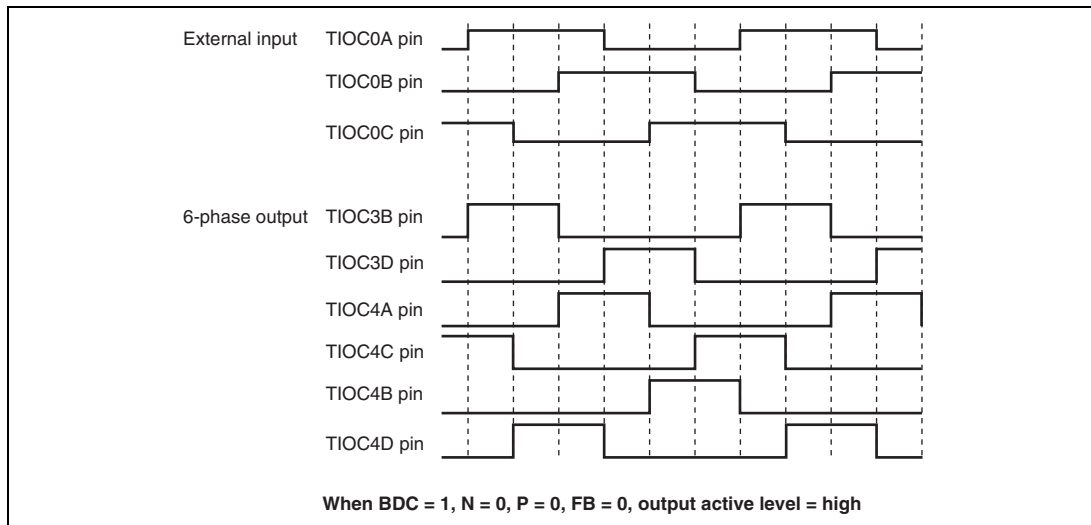 External input TIOC0A pin
TIOC0B pin
TIOC0C pin
6-phase output TIOC3B pin
TIOC3D pin
TIOC4A pin
TIOC4C pin
TIOC4B pin
TIOC4D pin
When BDC = 1, N = 0, P = 0, FB = 0, output active level = high